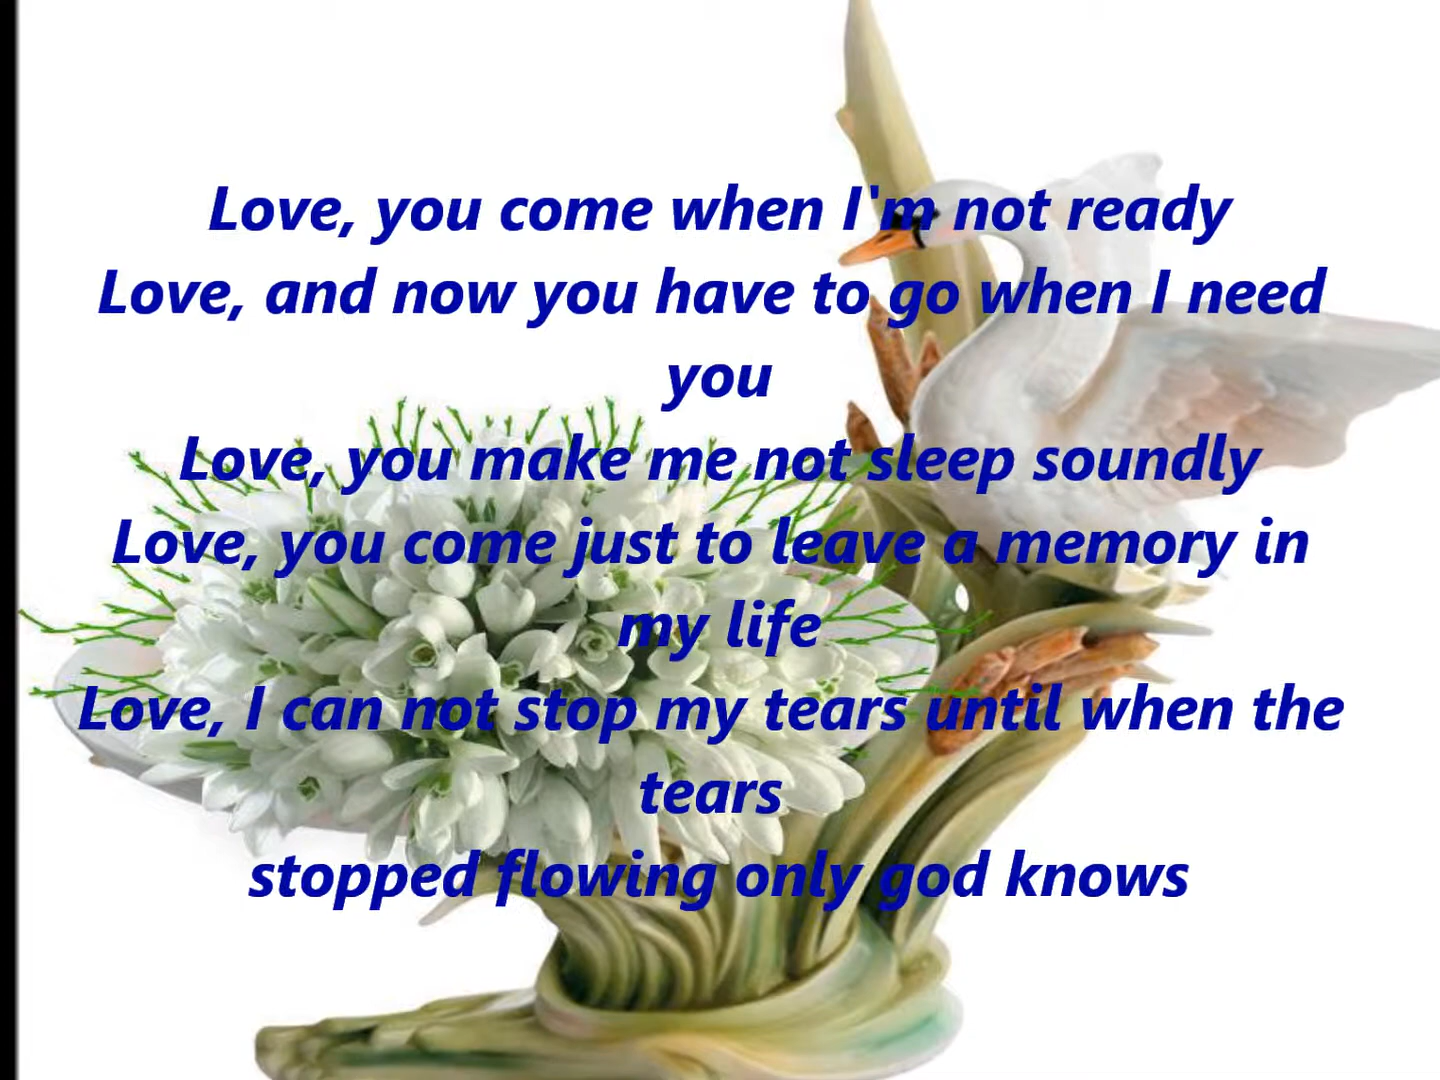 Love, you come when I'm not ready
Love, and now you have to go when I need
you
Love, you make me not sleep soundly
Love, you come just to leave a memory in
my life
Love, I can not stop my tears until when the
tears
stopped flowing only god knows